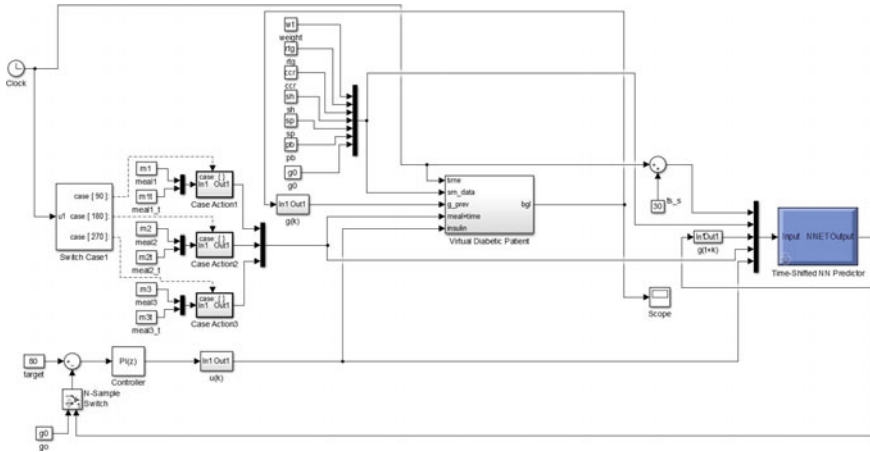 Clock
wt
weight
rtg
rtg
ccr
ccr
sh
sh
sp
sp
pb
pb
g0
g0
In1 Out1
g(k)
u1
case [ 90 ]:
case [ 180 ]:
case [ 270 ]:
Switch Case1
m1
meal1
m1t
meal1_t
m2
meal2
m2t
meal2_t
m3
meal3
m3t
meal3_t
case: { }
In1 Out1
Case Action1
case: { }
In1 Out1
Case Action2
case: { }
In1 Out1
Case Action3
time
sm_data
g_prev
meal+time
insulin
bgl
Virtual Diabetic Patient
30
ts_s
In1Out1
g(t+k)
Input NNET Output
Time-Shifted NN Predictor
Scope
80
target
PI(z)
Controller
In1 Out1
u(k)
N-Sample
Switch
g0
go